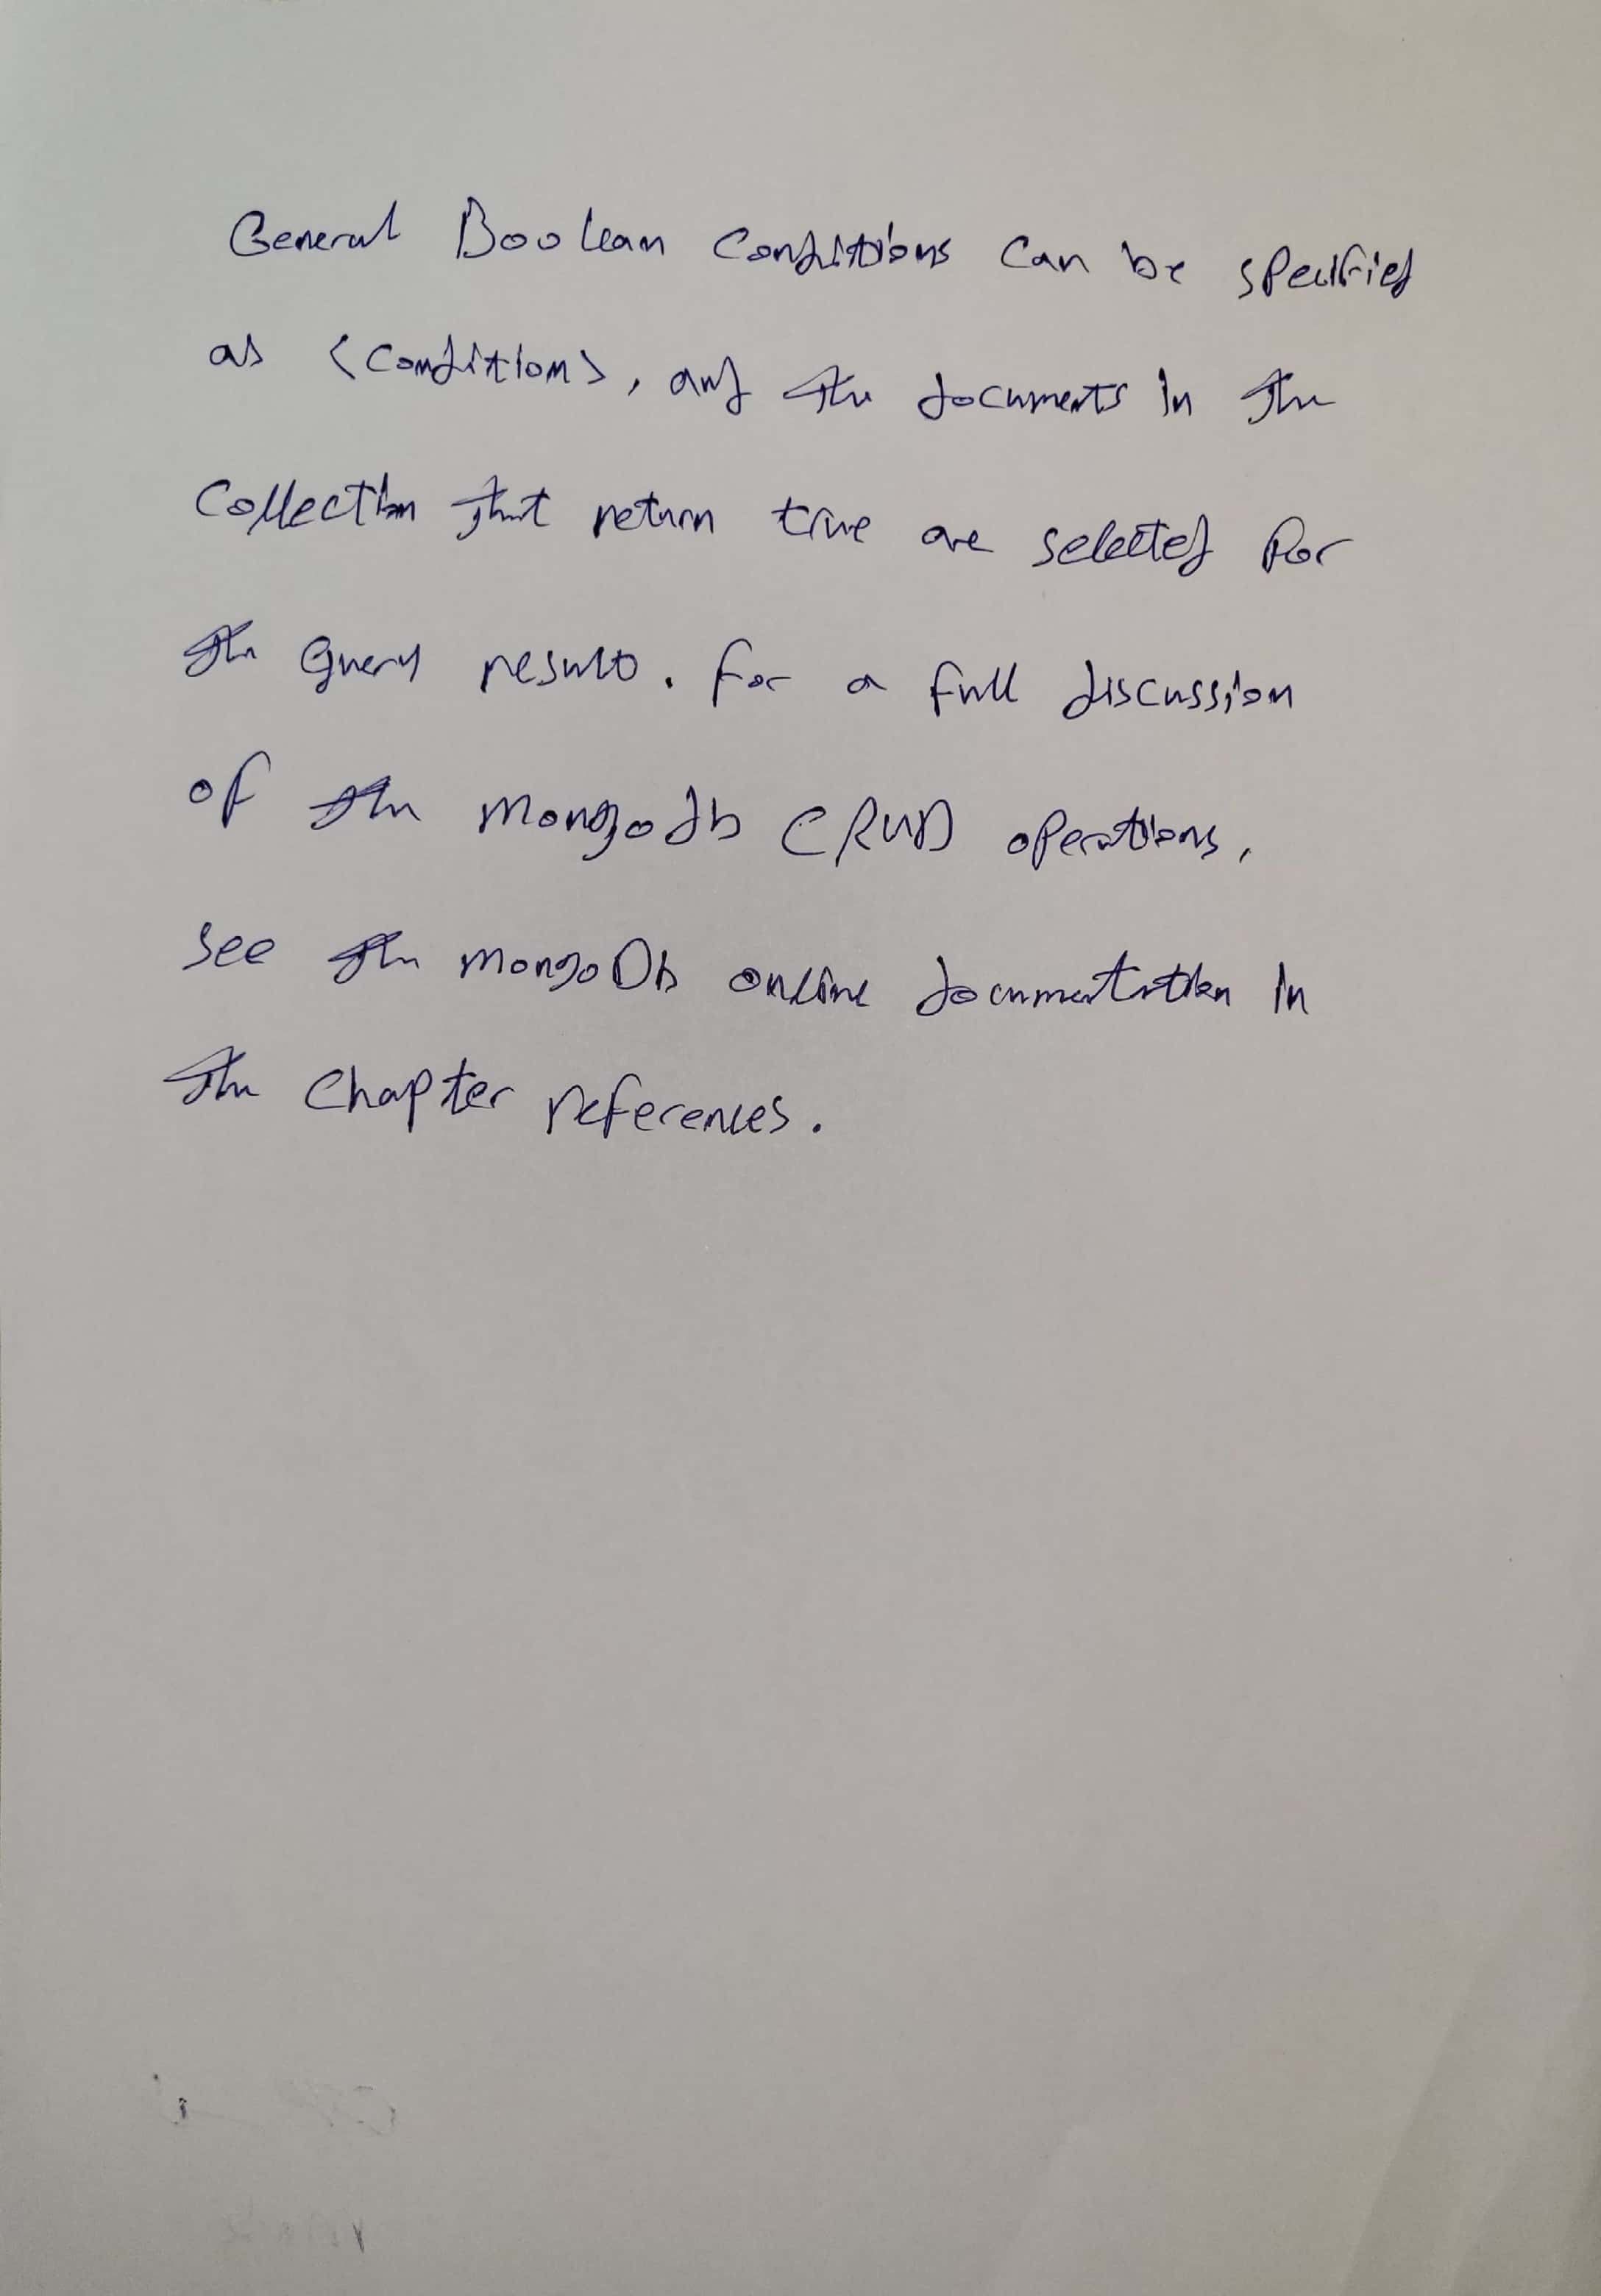 General Boolean Conditions Can be specified
as <Condition>, and the documents in the
Collection that return true are selected for
the Query result. for a full discussion
of the mongodb CRUD operations,
see the mongoDb online documentation in
the Chapter references.